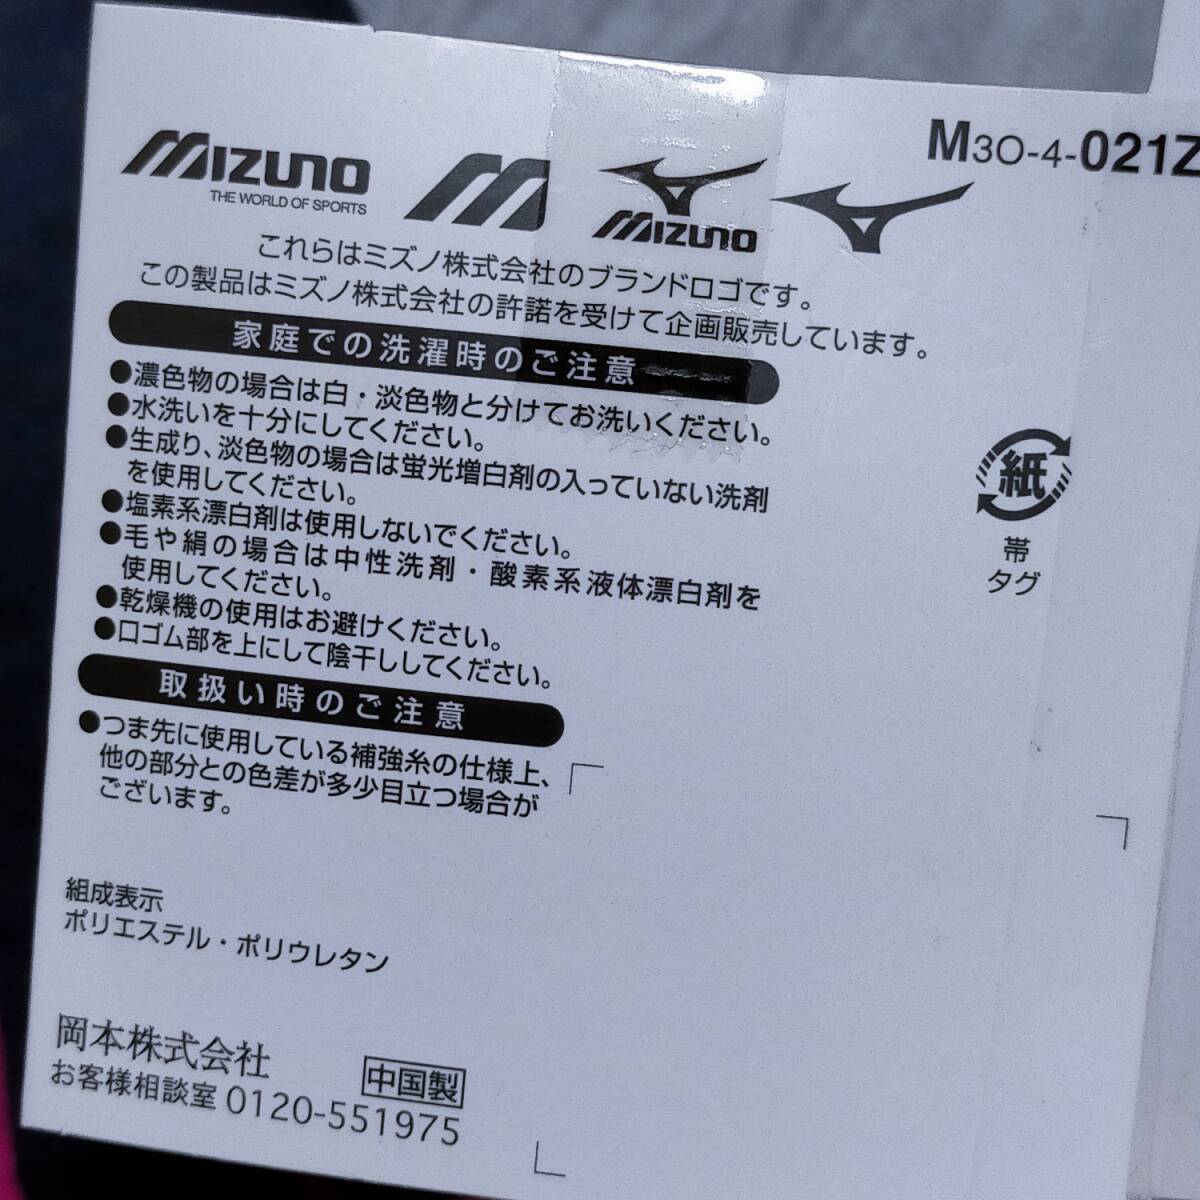 M3O-4-021Z
MIZUNO
THE WORLD OF SPORTS
MIZUNO
これらはミズノ株式会社のブランドロゴです。
この製品はミズノ株式会社の許諾を受けて企画販売しています。
家庭での洗濯時のご注意
●濃色物の場合は白・淡色物と分けてお洗いください。
●水洗いを十分にしてください。
●生成り、淡色物の場合は蛍光増白剤の入っていない洗剤
を使用してください。
●塩素系漂白剤は使用しないでください。
●毛や絹の場合は中性洗剤・酸素系液体漂白剤を
使用してください。
●乾燥機の使用はお避けください。
●口ゴム部を上にして陰干ししてください。
取扱い時のご注意
●つま先に使用している補強糸の仕様上、
他の部分との色差が多少目立つ場合が
ございます。
紙
帯
タグ
組成表示
ポリエステル・ポリウレタン
岡本株式会社
中国製
お客様相談室 0120-551975